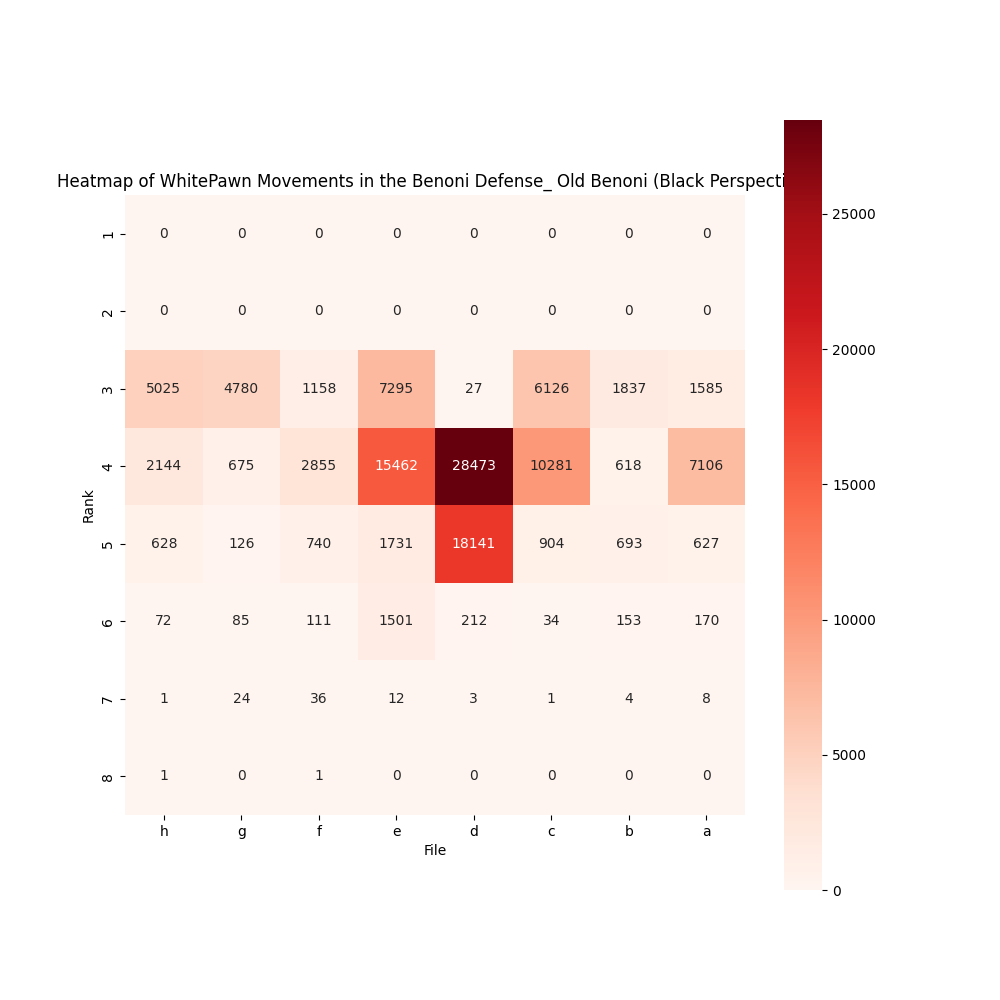 Heatmap of WhitePawn Movements in the Benoni Defense_ Old Benoni (Black Perspecti
1 0 0 0 0 0 0 0 0
2 0 0 0 0 0 0 0 0
3 5025 4780 1158 7295 27 6126 1837 1585
4 2144 675 2855 15462 28473 10281 618 7106
5 628 126 740 1731 18141 904 693 627
6 72 85 111 1501 212 34 153 170
7 1 24 36 12 3 1 4 8
8 1 0 1 0 0 0 0 0
h g f e d c b a
File
Rank
25000
20000
15000
10000
5000
0